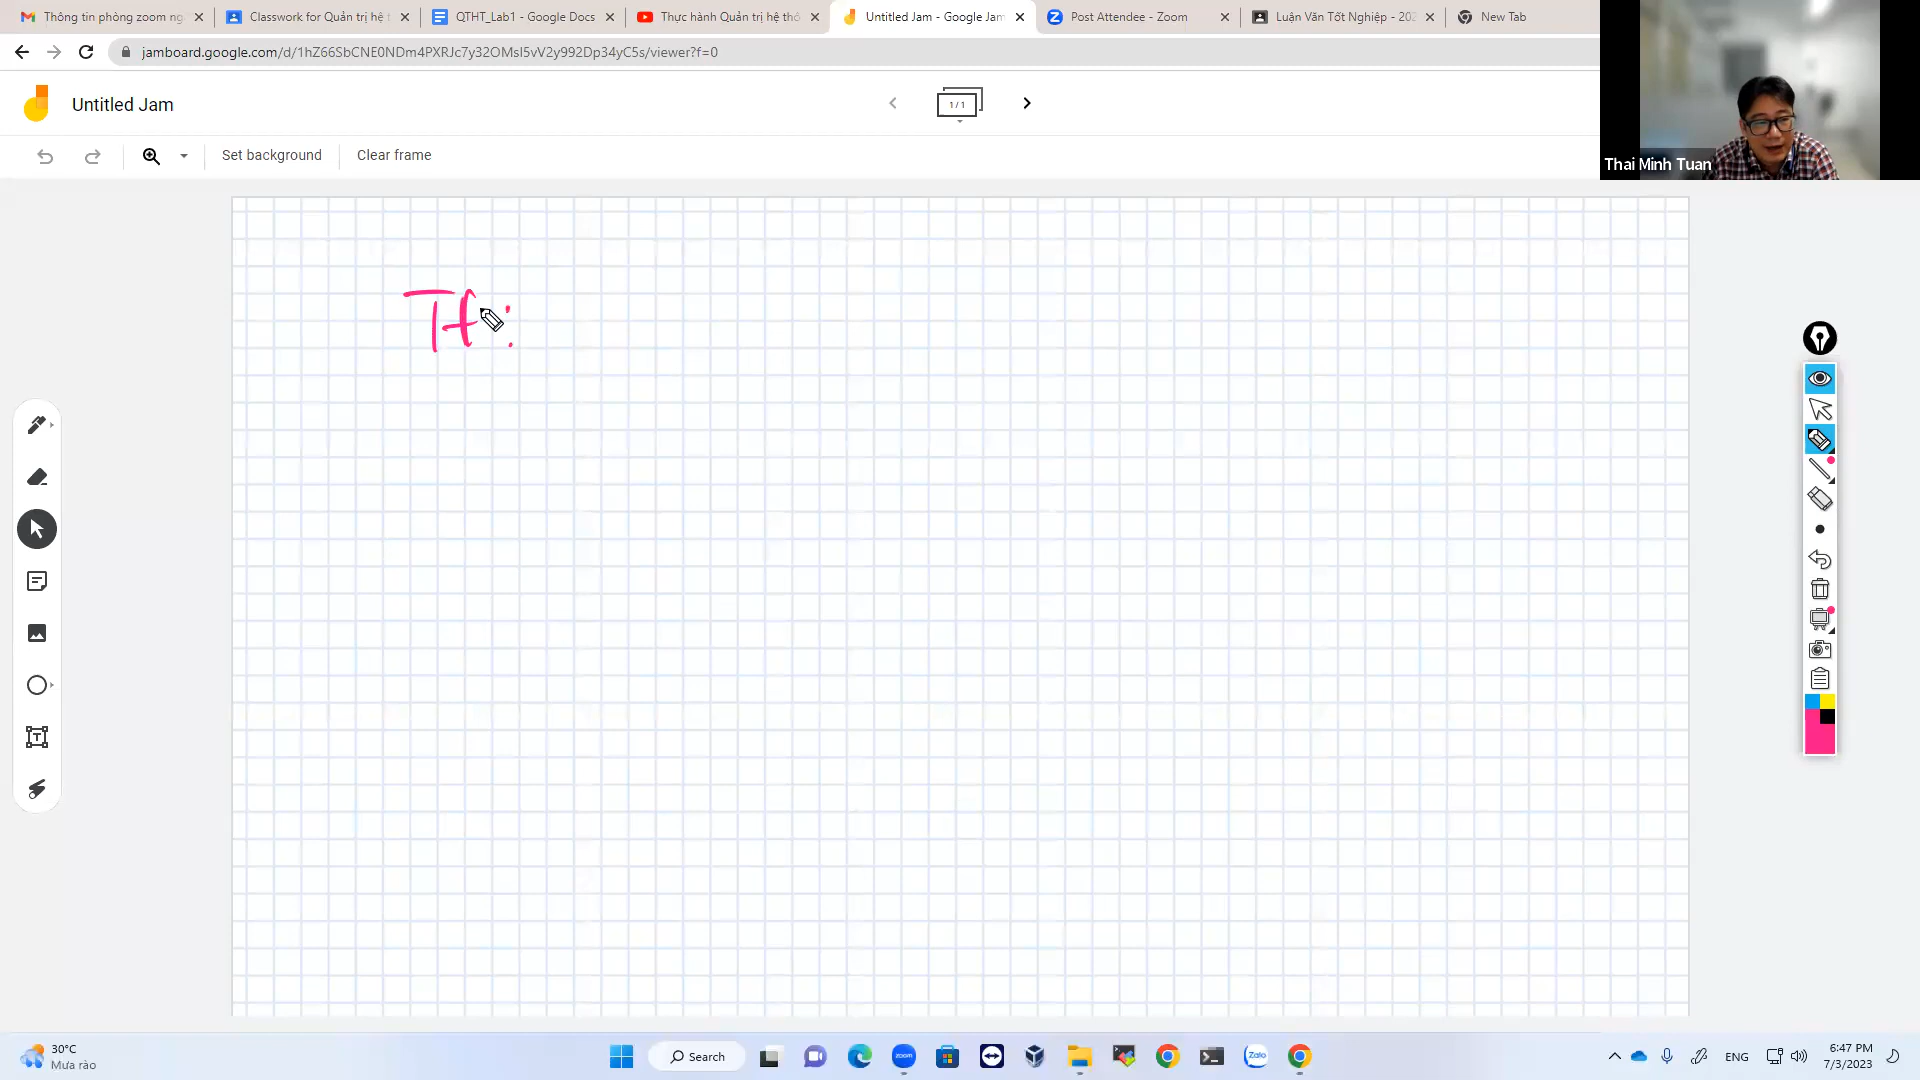 Thông tin phòng zoom ng
Classwork for Quản trị hệ t
QTHT_Lab1 - Google Docs
Thực hành Quản trị hệ thố
Untitled Jam - Google Jam
Post Attendee - Zoom
Luận Văn Tốt Nghiệp - 202
New Tab
jamboard.google.com/d/1hZ66SbCNE0NDm4PXRJc7y32OMsI5vV2y992Dp34yC5s/viewer?f=0
Untitled Jam
1 / 1
Set background
Clear frame
Thai Minh Tuan
TH:
30°C
Mưa rào
Search
zoom
Zalo
ENG
6:47 PM
7/3/2023